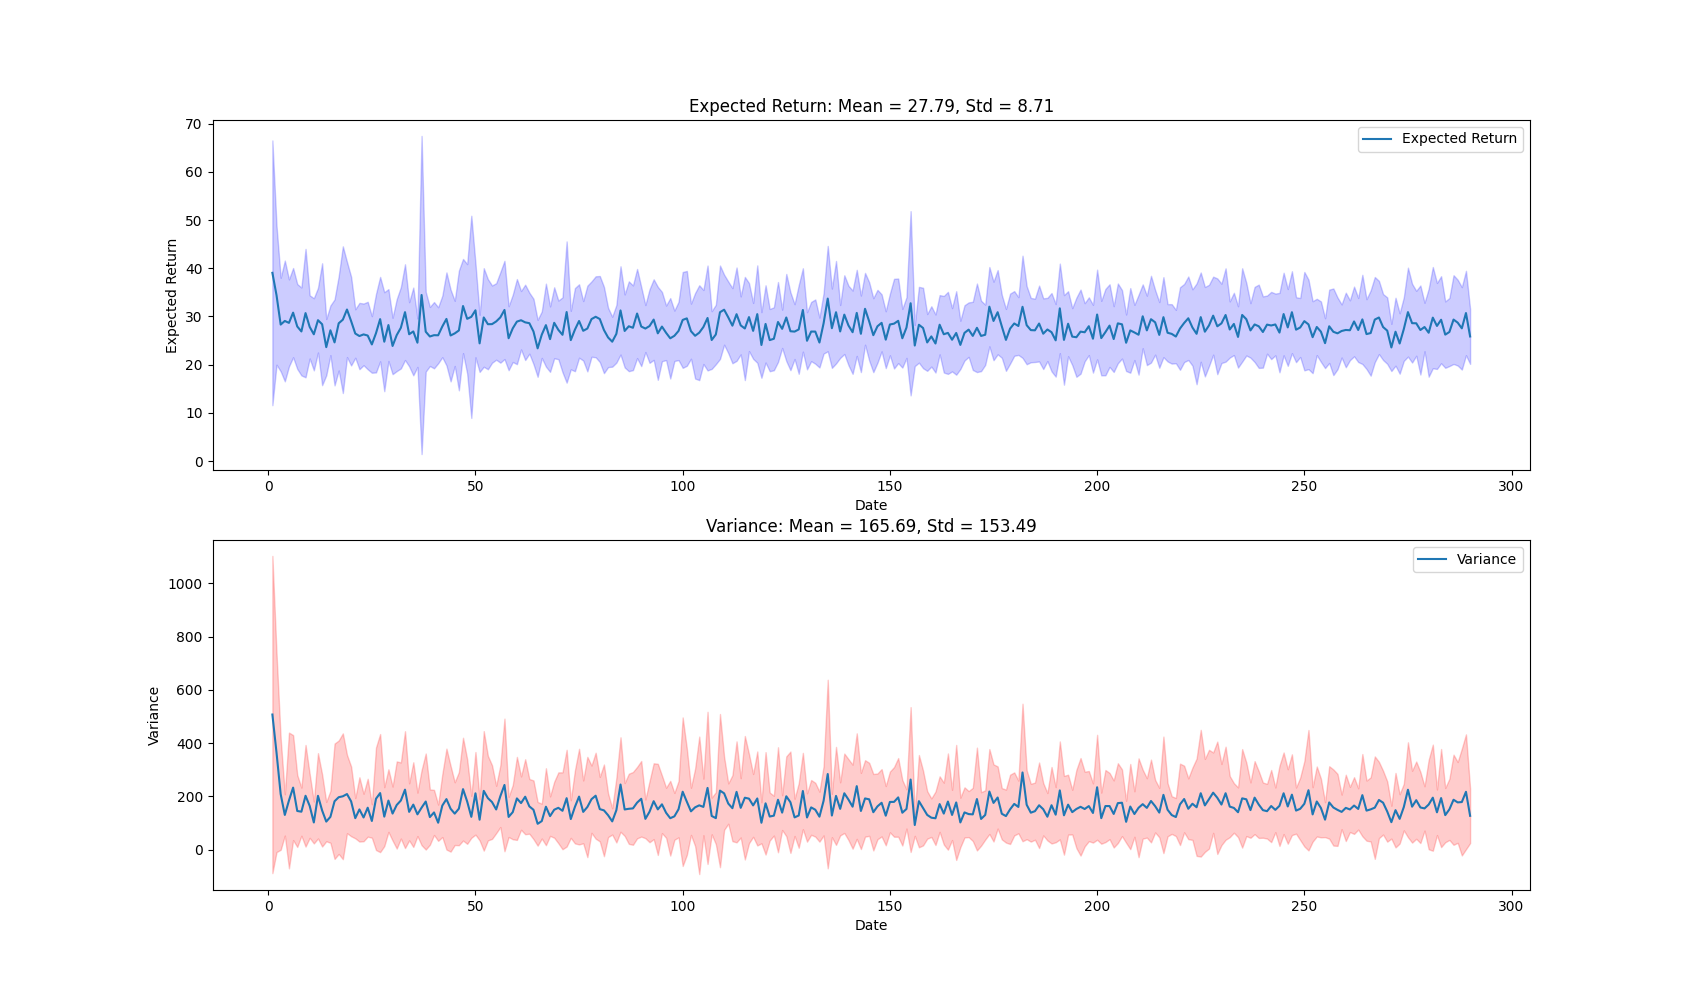 Expected Return: Mean = 27.79, Std = 8.71
Expected Return
70
60
50
40
30
20
10
0
Expected Return
0 50 100 150 200 250 300
Date
Variance: Mean = 165.69, Std = 153.49
Variance
1000
800
600
400
200
0
Variance
0 50 100 150 200 250 300
Date